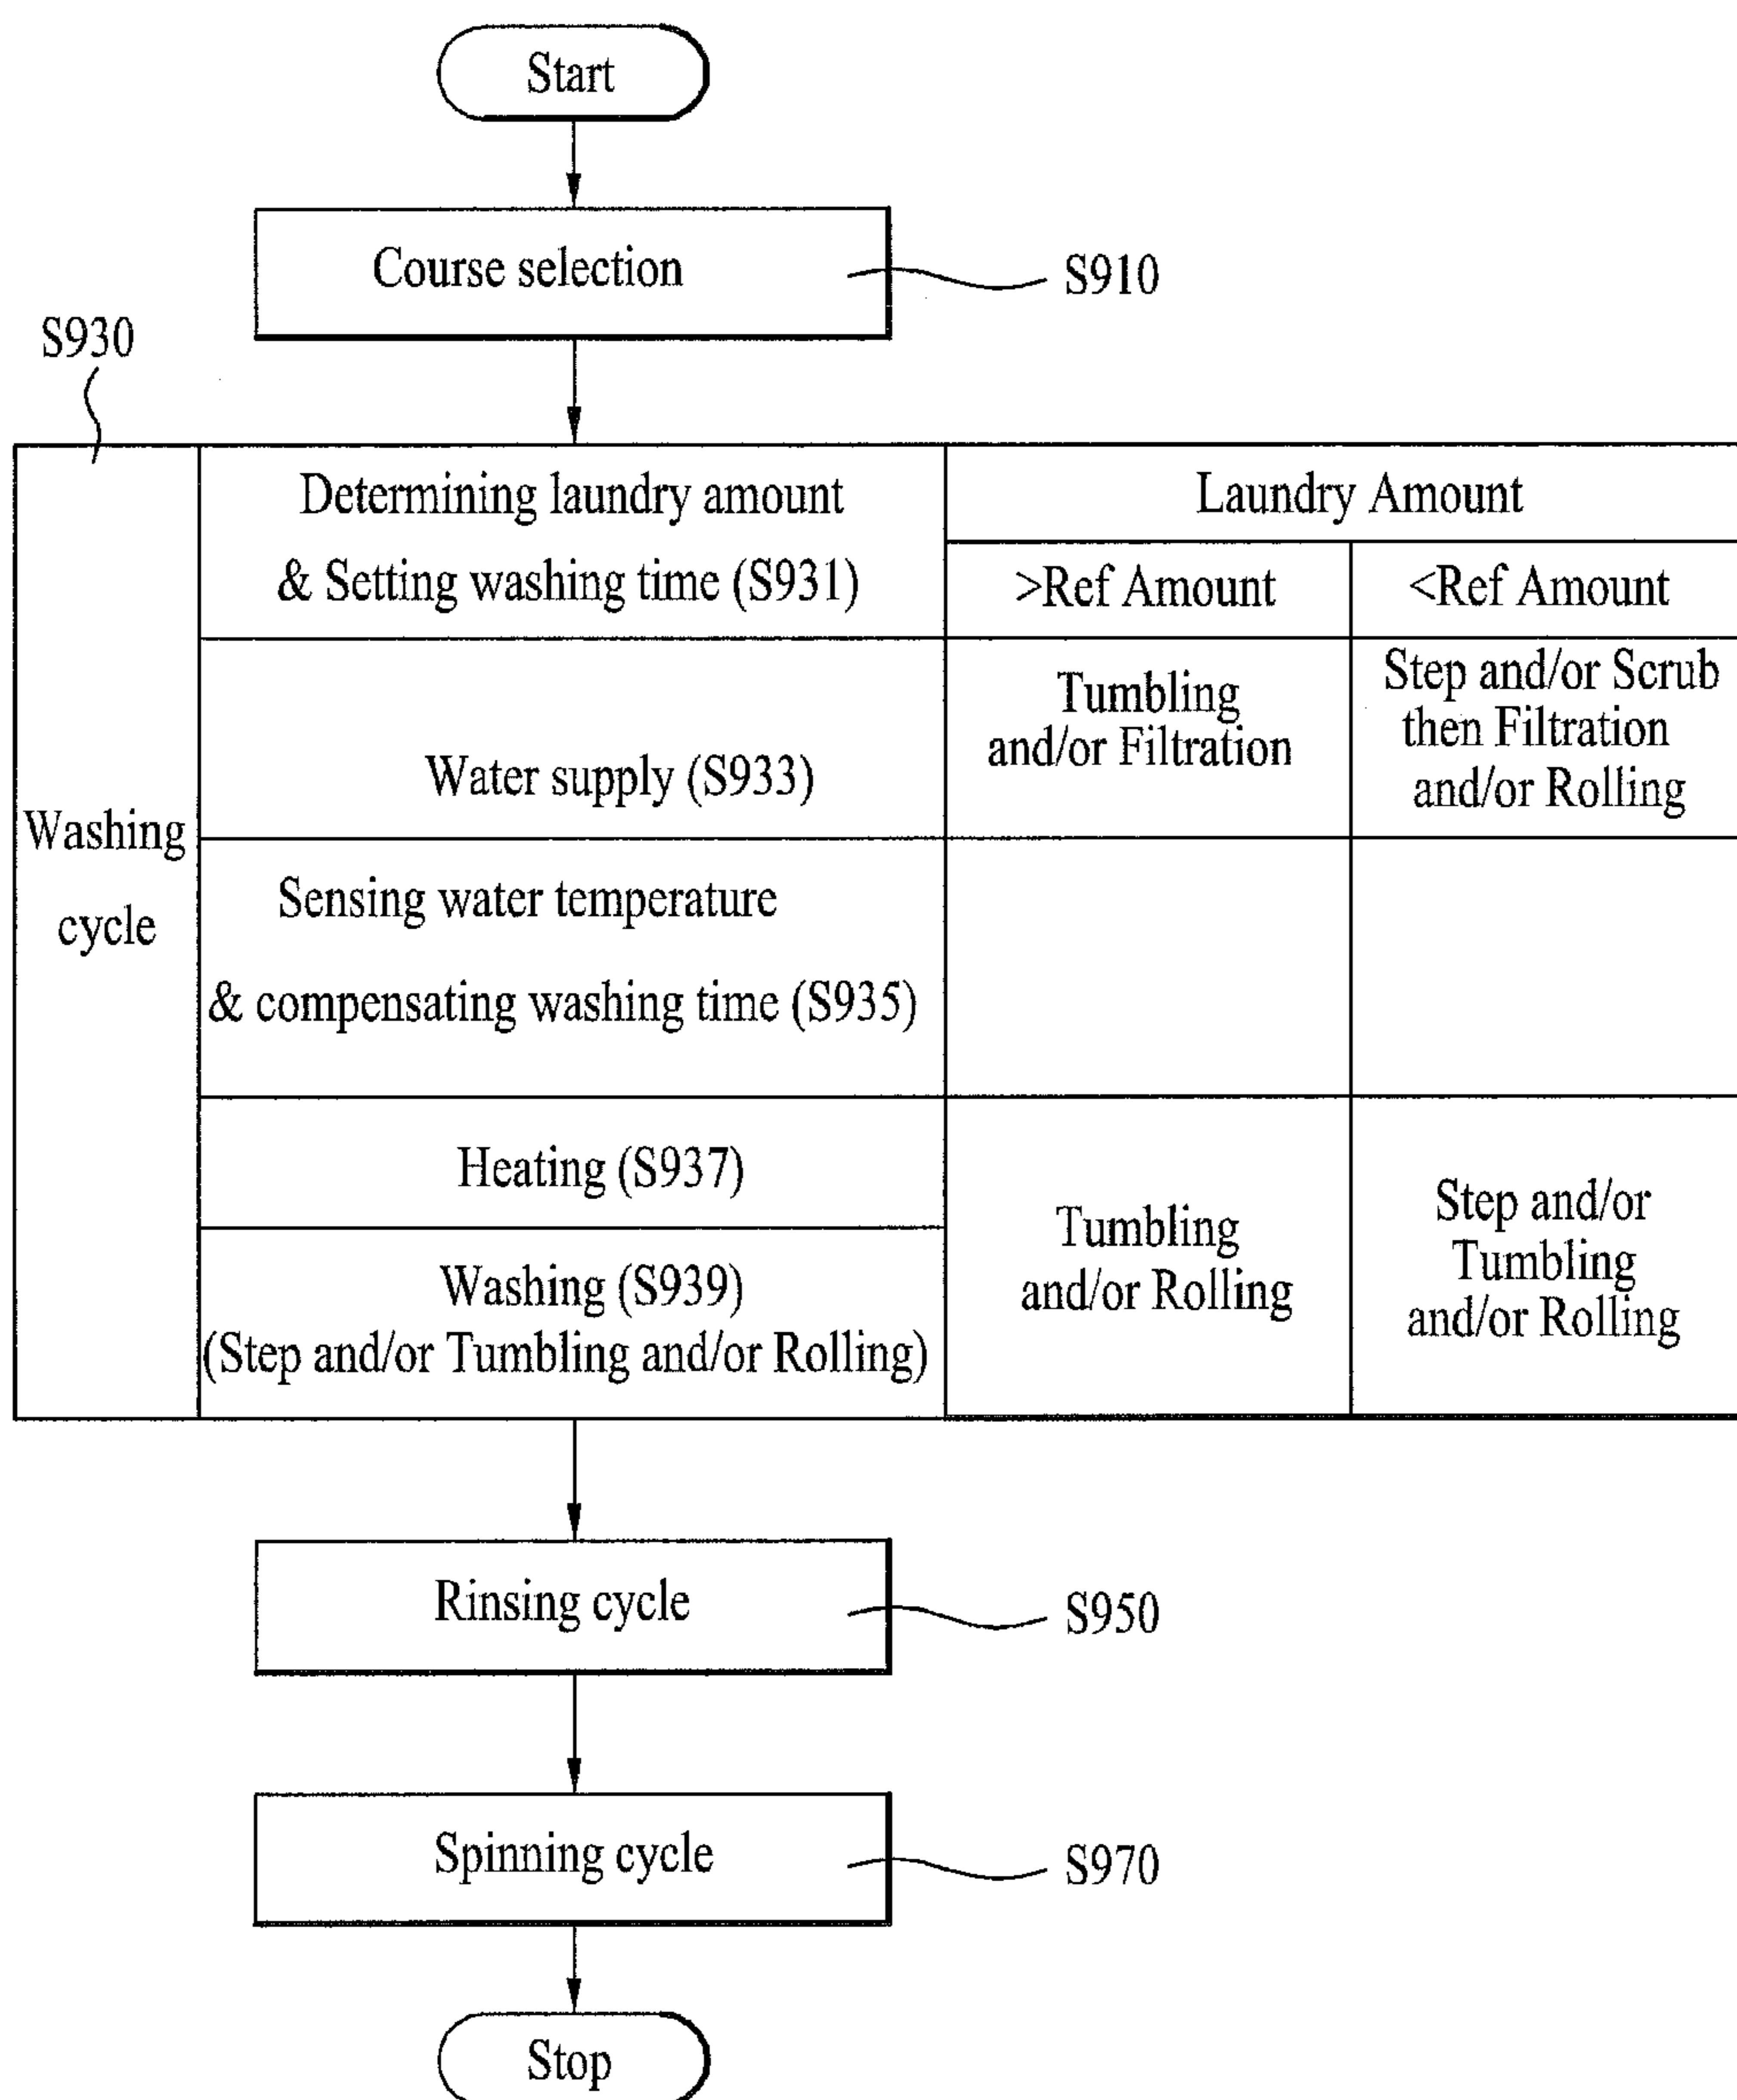 Start
Course selection
S910
S930
Washing
cycle
Determining laundry amount
& Setting washing time (S931)
Laundry Amount
>Ref Amount
<Ref Amount
Water supply (S933)
Tumbling
and/or Filtration
Step and/or Scrub
then Filtration
and/or Rolling
Sensing water temperature
& compensating washing time (S935)
Heating (S937)
Washing (S939)
(Step and/or Tumbling and/or Rolling)
Tumbling
and/or Rolling
Step and/or
Tumbling
and/or Rolling
Rinsing cycle
S950
Spinning cycle
S970
Stop